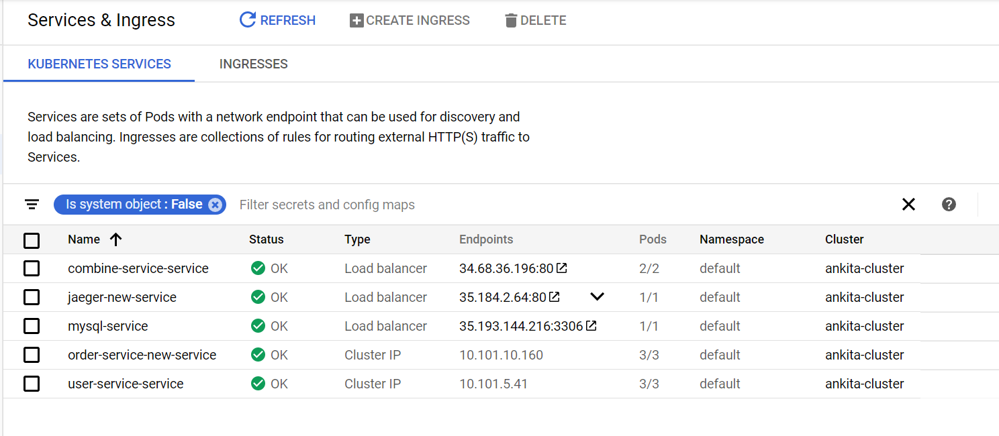 Services & Ingress REFRESH CREATE INGRESS DELETE
KUBERNETES SERVICES INGRESSES
Services are sets of Pods with a network endpoint that can be used for discovery and
load balancing. Ingresses are collections of rules for routing external HTTP(S) traffic to
Services.
Is system object : False Filter secrets and config maps
Name Status Type Endpoints Pods Namespace Cluster
combine-service-service OK Load balancer 34.68.36.196:80 2/2 default ankita-cluster
jaeger-new-service OK Load balancer 35.184.2.64:80 1/1 default ankita-cluster
mysql-service OK Load balancer 35.193.144.216:3306 1/1 default ankita-cluster
order-service-new-service OK Cluster IP 10.101.10.160 3/3 default ankita-cluster
user-service-service OK Cluster IP 10.101.5.41 3/3 default ankita-cluster